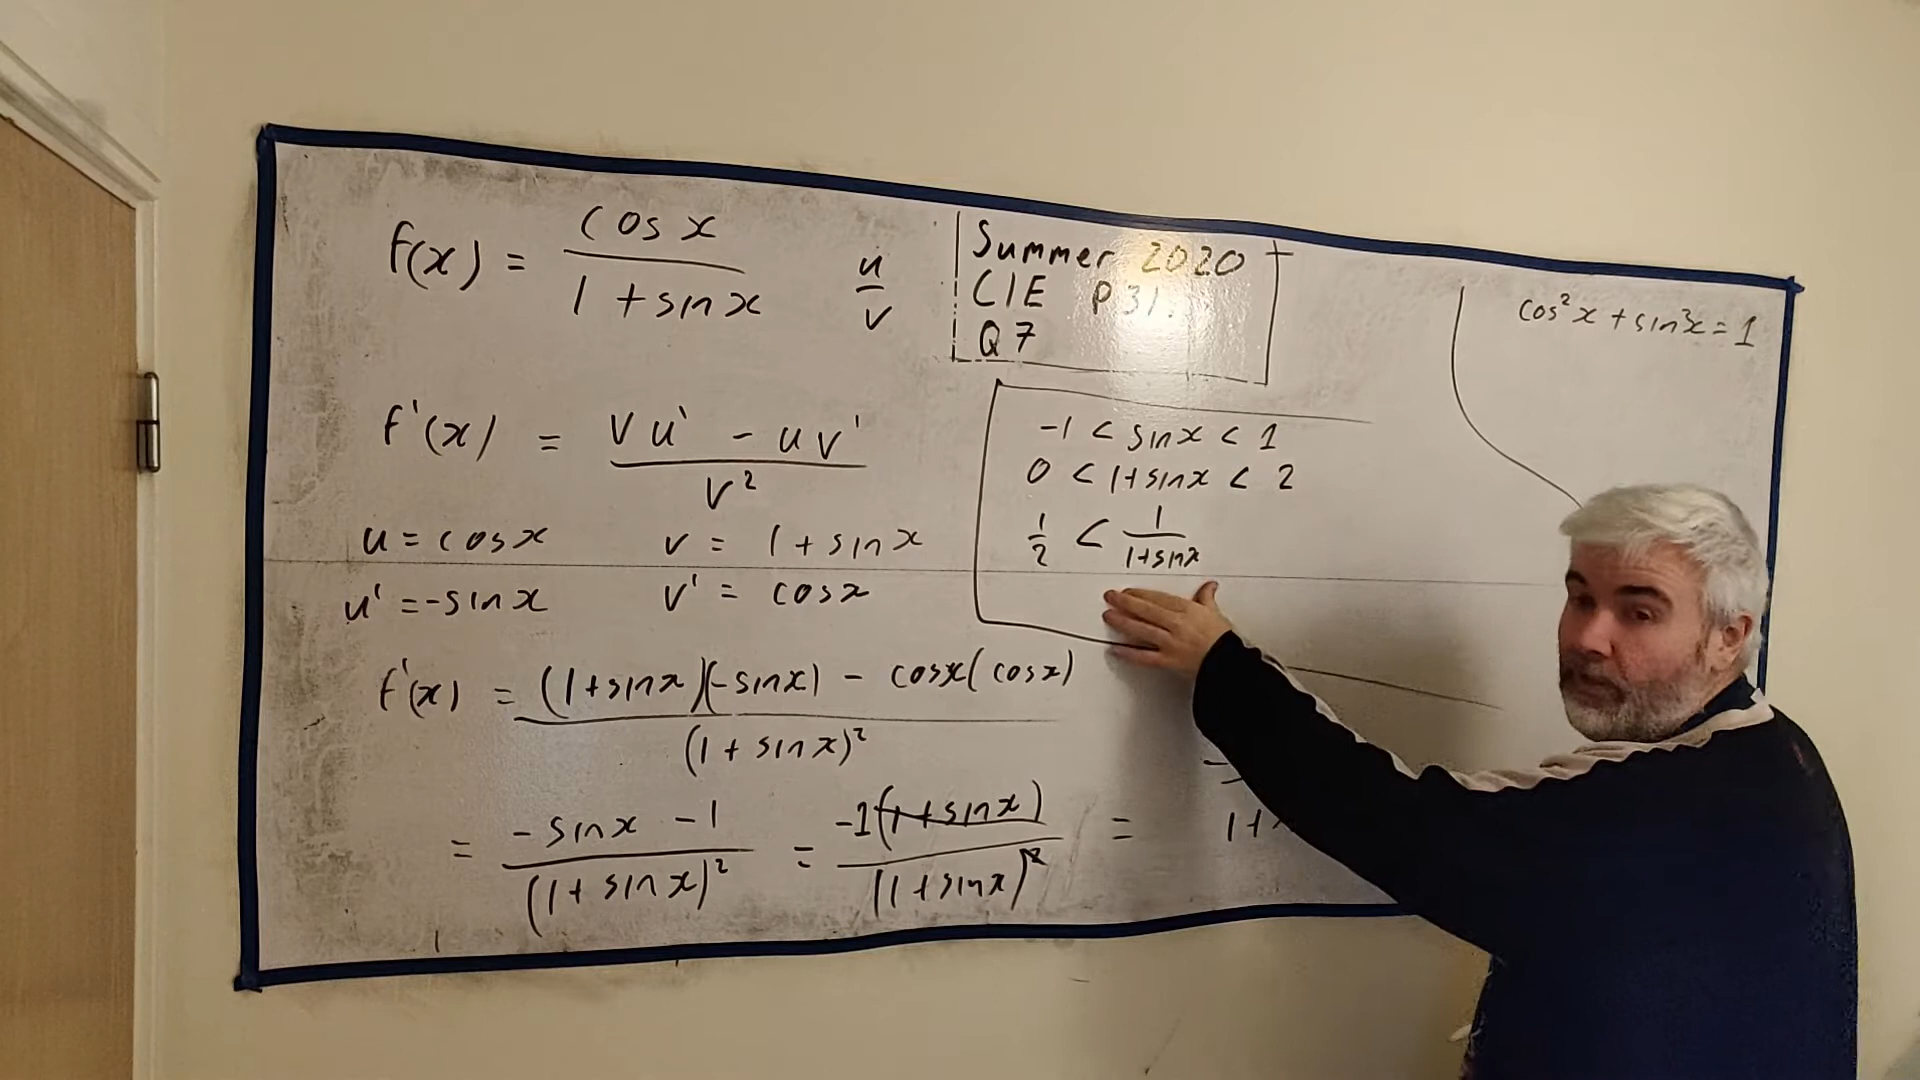 f(x) = cos x / 1 + sin x
u / v
Summer 2020
CIE P31.
Q7
cos²x + sin²x = 1
f'(x) = vu' - uv' / v²
-1 < sin x < 1
0 < 1+sin x < 2
1/2 < 1 / 1+sin x
u = cos x v = 1 + sin x
u' = -sin x v' = cos x
f'(x) = (1+sin x)(-sin x) - cos x(cos x) / (1 + sin x)²
= -sin x - 1 / (1 + sin x)² = -1(1+sin x) / (1 + sin x)² =
1+